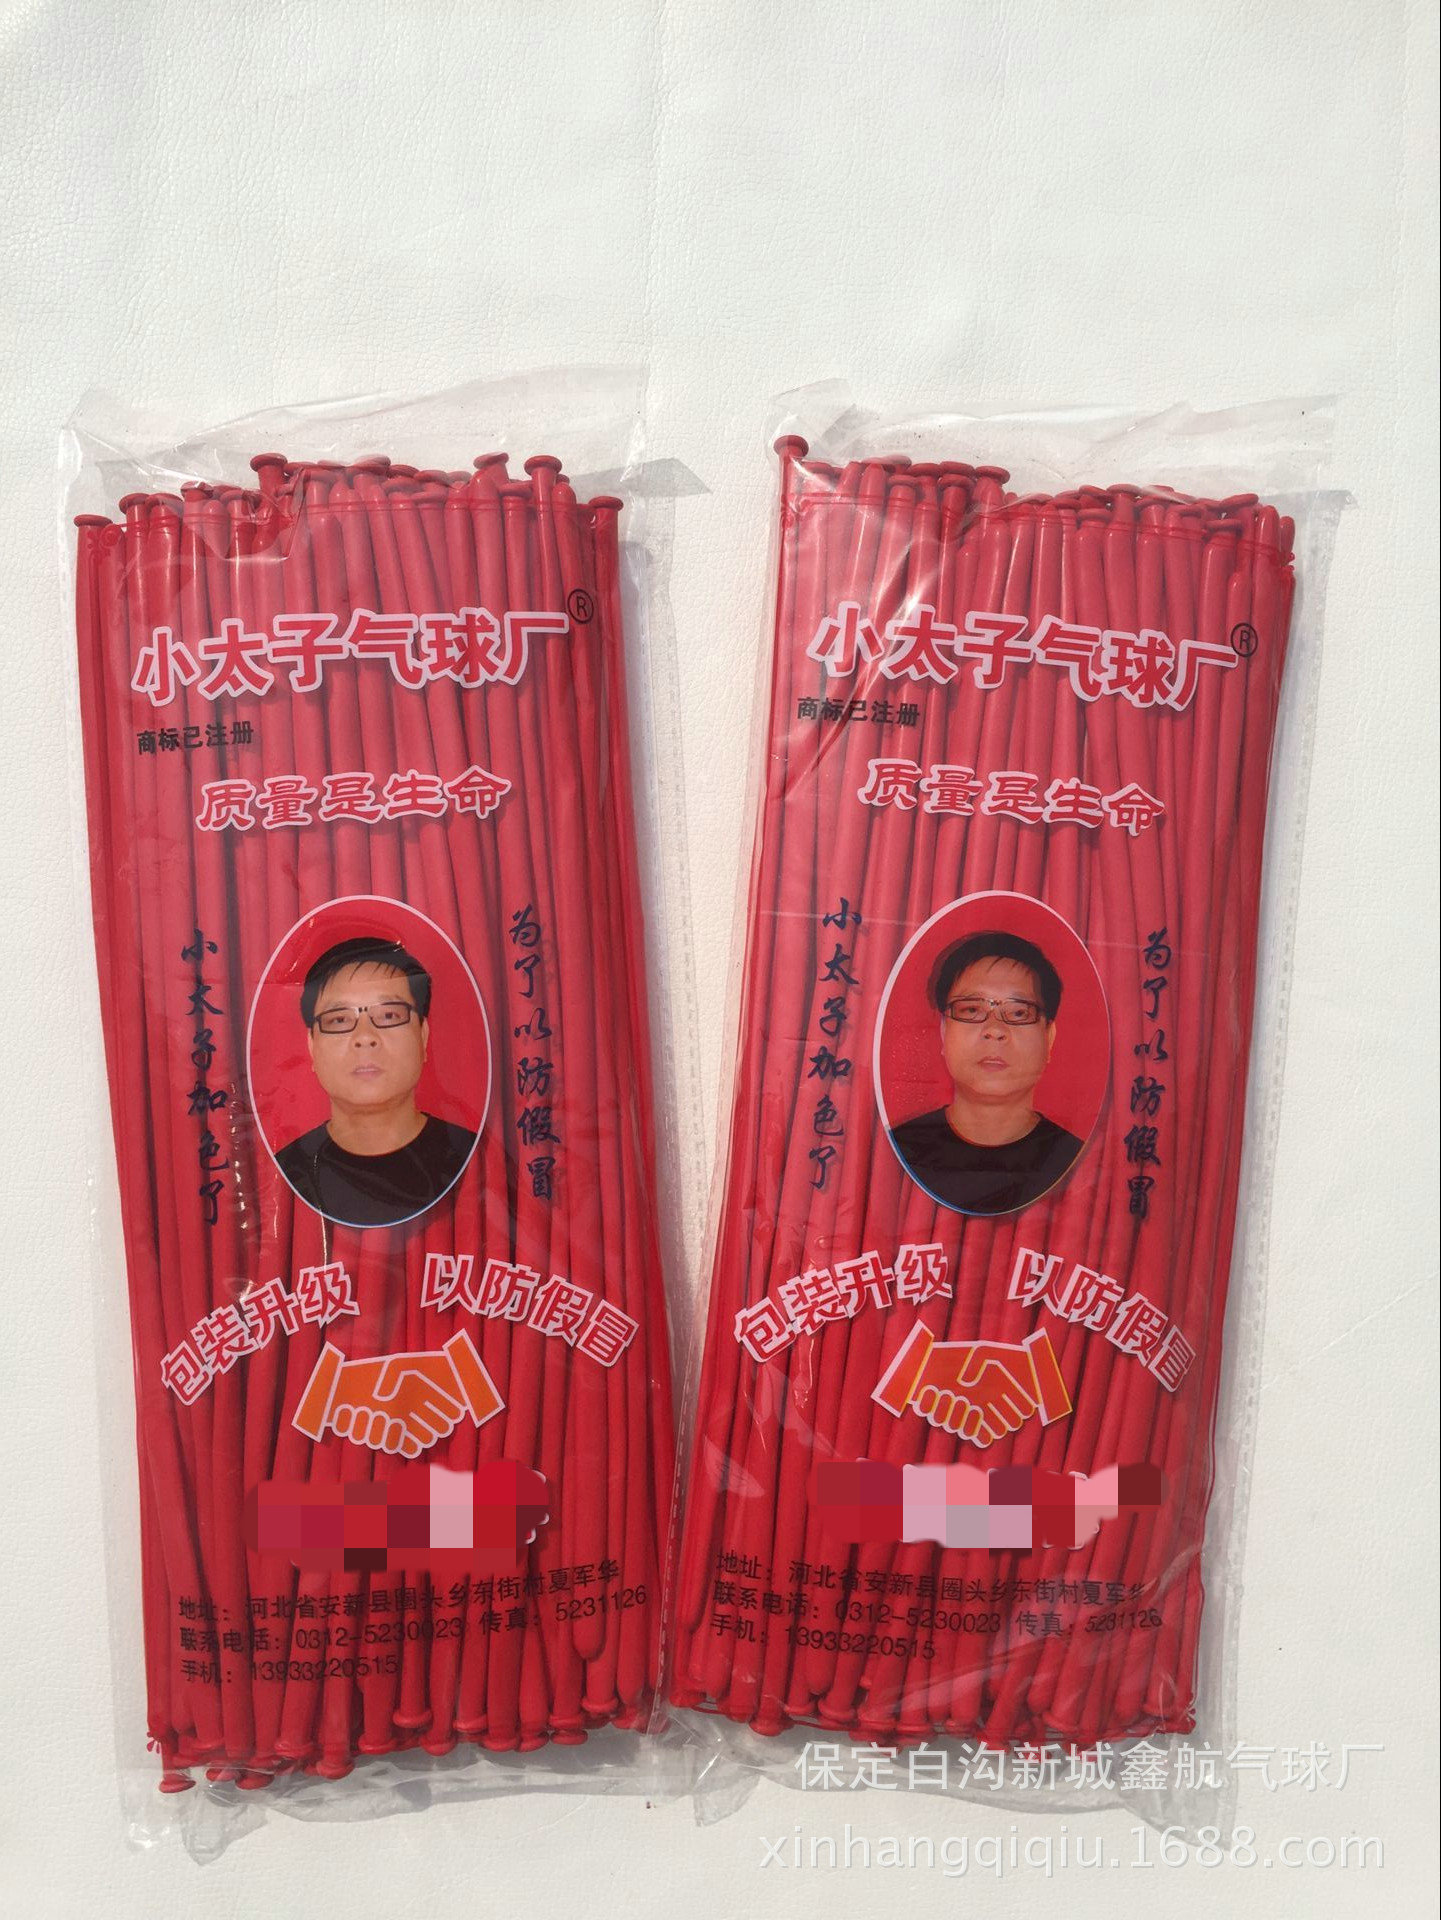 小太子气球厂®
商标已注册
质量是生命
小太子加色了
为了以防假冒
包装升级 以防假冒
地址：河北省安新县圈头乡东街村夏军华
联系电话：0312-5230023 传真：5231126
手机：13933220515
小太子气球厂®
商标已注册
质量是生命
小太子加色了
为了以防假冒
包装升级 以防假冒
地址：河北省安新县圈头乡东街村夏军华
联系电话：0312-5230023 传真：5231126
手机：13933220515
保定白沟新城鑫航气球厂
xinhangqiqiu.1688.com